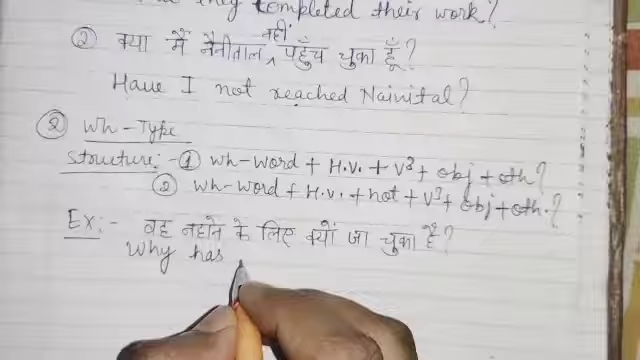 they completed their work?
② क्या मैं नैनीताल नहीं पहुँच चुका हूँ?
Have I not reached Nainital?
② Wh-Type
Structure:- ① wh-word + H.V. + V³ + obj + oth?
② wh-word + H.V. + not + V³ + obj + oth.?
Ex:- वह नहाने के लिए क्यों जा चुका है?
Why has